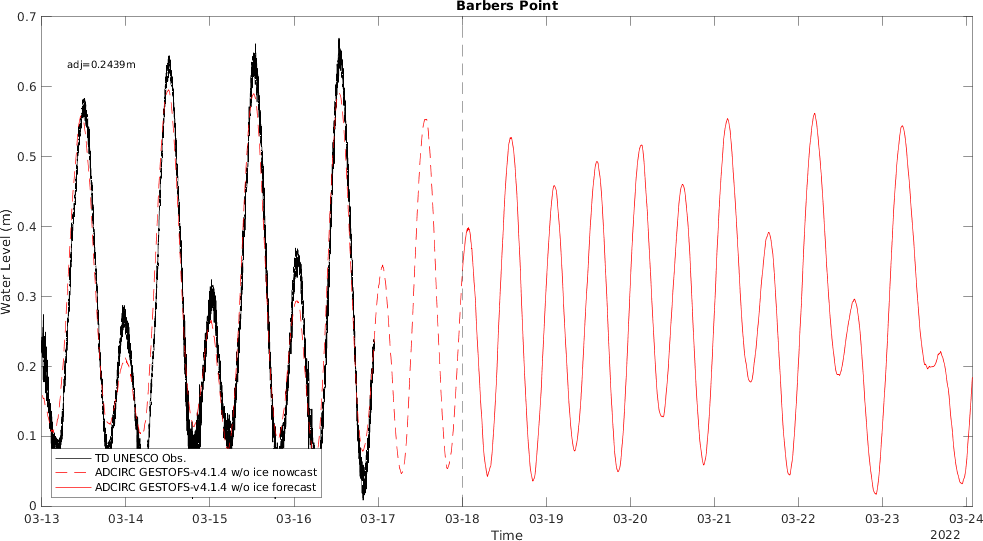 Barbers Point
adj=0.2439m
Water Level (m)
0.7
0.6
0.5
0.4
0.3
0.2
0.1
0
TD UNESCO Obs.
ADCIRC GESTOFS-v4.1.4 w/o ice nowcast
ADCIRC GESTOFS-v4.1.4 w/o ice forecast
03-13 03-14 03-15 03-16 03-17 03-18 03-19 03-20 03-21 03-22 03-23 03-24
Time
2022